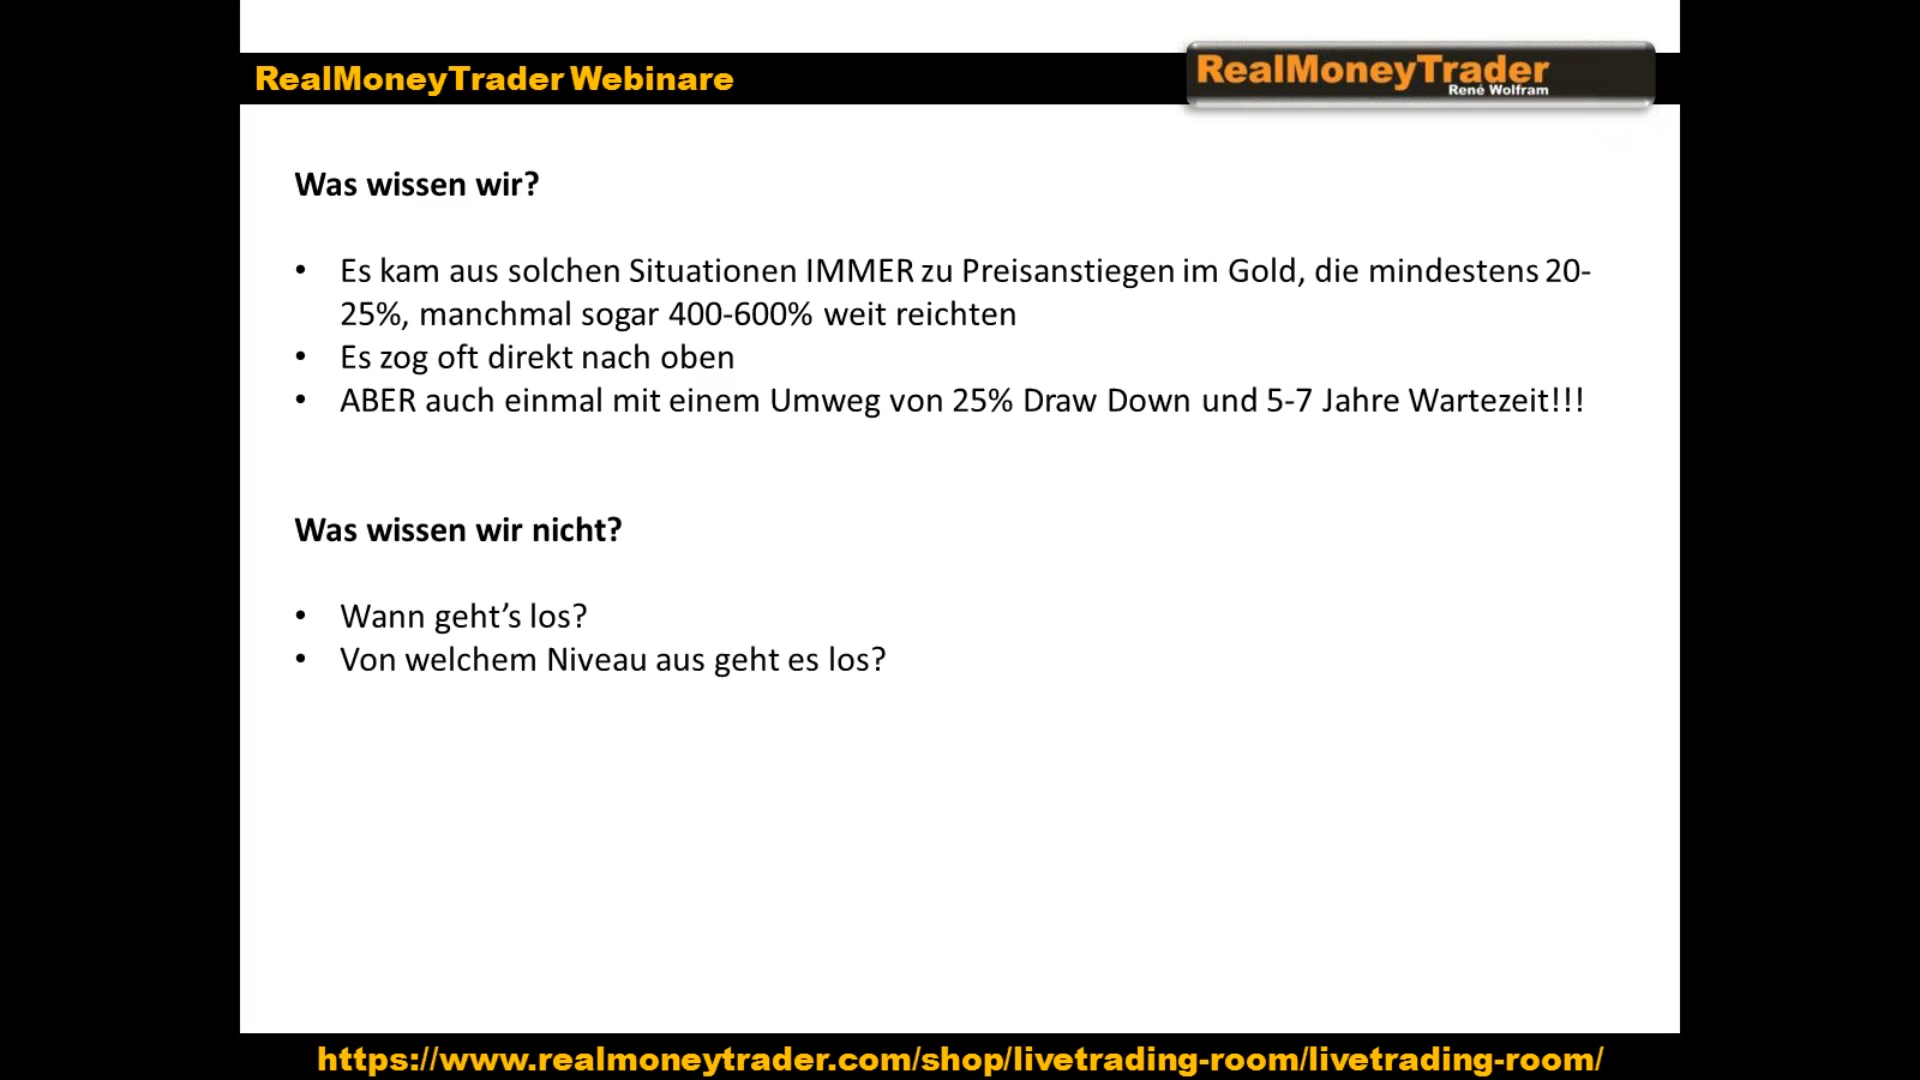 RealMoneyTrader Webinare
RealMoneyTrader
René Wolfram
Was wissen wir?
• Es kam aus solchen Situationen IMMER zu Preisanstiegen im Gold, die mindestens 20-
25%, manchmal sogar 400-600% weit reichten
• Es zog oft direkt nach oben
• ABER auch einmal mit einem Umweg von 25% Draw Down und 5-7 Jahre Wartezeit!!!
Was wissen wir nicht?
• Wann geht’s los?
• Von welchem Niveau aus geht es los?
https://www.realmoneytrader.com/shop/livetrading-room/livetrading-room/